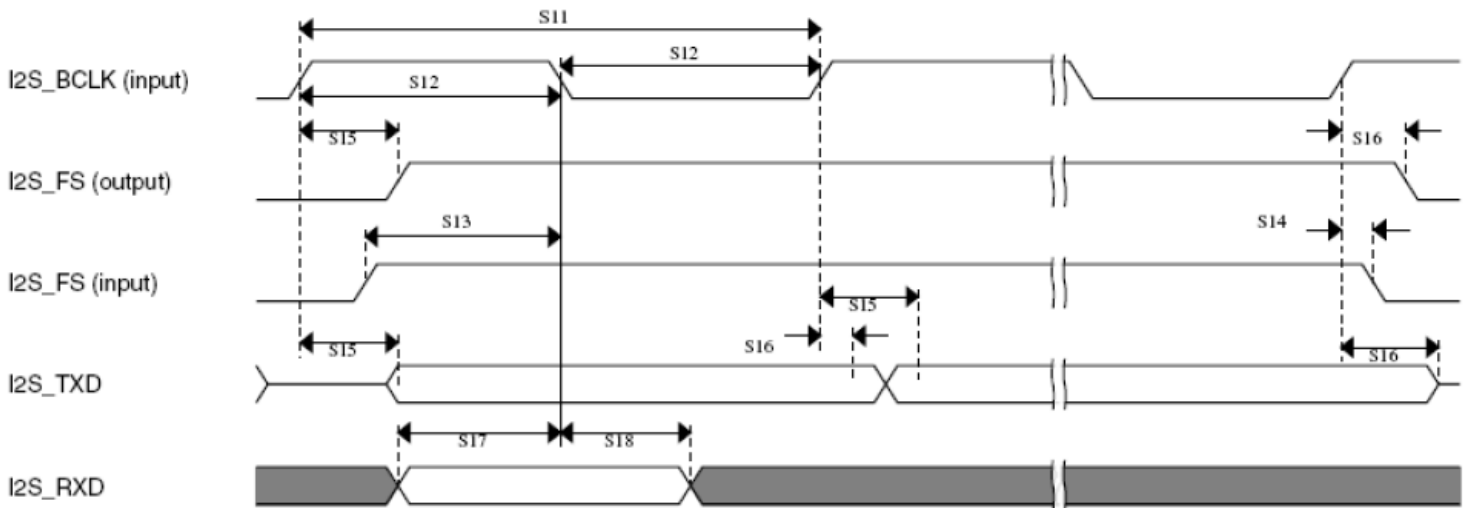 S11
I2S_BCLK (input)
S12
S12
S15
S16
I2S_FS (output)
S13
S14
I2S_FS (input)
S15
S15
S16
S16
I2S_TXD
S17
S18
I2S_RXD